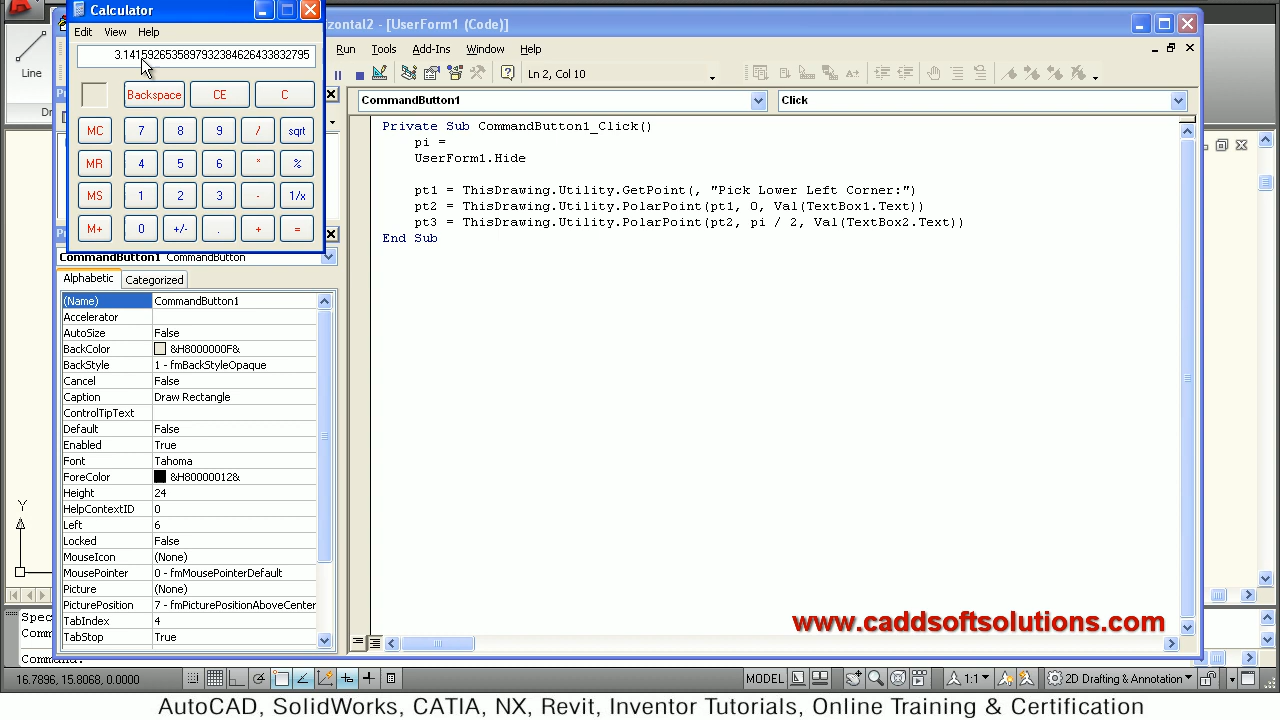 Calculator
Edit View Help
3.1415926535897932384626433832795
Backspace CE C
MC 7 8 9 / sqrt
MR 4 5 6 * %
MS 1 2 3 - 1/x
M+ 0 +/- . + =
Line
zontal2 - [UserForm1 (Code)]
Run Tools Add-Ins Window Help
Ln 2, Col 10
CommandButton1 Click
Private Sub CommandButton1_Click()
pi =
UserForm1.Hide
pt1 = ThisDrawing.Utility.GetPoint(, "Pick Lower Left Corner:")
pt2 = ThisDrawing.Utility.PolarPoint(pt1, 0, Val(TextBox1.Text))
pt3 = ThisDrawing.Utility.PolarPoint(pt2, pi / 2, Val(TextBox2.Text))
End Sub
CommandButton1 CommandButton
Alphabetic Categorized
(Name) CommandButton1
Accelerator
AutoSize False
BackColor &H8000000F&
BackStyle 1 - fmBackStyleOpaque
Cancel False
Caption Draw Rectangle
ControlTipText
Default False
Enabled True
Font Tahoma
ForeColor &H80000012&
Height 24
HelpContextID 0
Left 6
Locked False
MouseIcon (None)
MousePointer 0 - fmMousePointerDefault
Picture (None)
PicturePosition 7 - fmPicturePositionAboveCenter
TabIndex 4
TabStop True
Y
Spec
Comm
Command:
www.caddsoftsolutions.com
16.7896, 15.8068, 0.0000
MODEL
1:1
2D Drafting & Annotation
AutoCAD, SolidWorks, CATIA, NX, Revit, Inventor Tutorials, Online Training & Certification